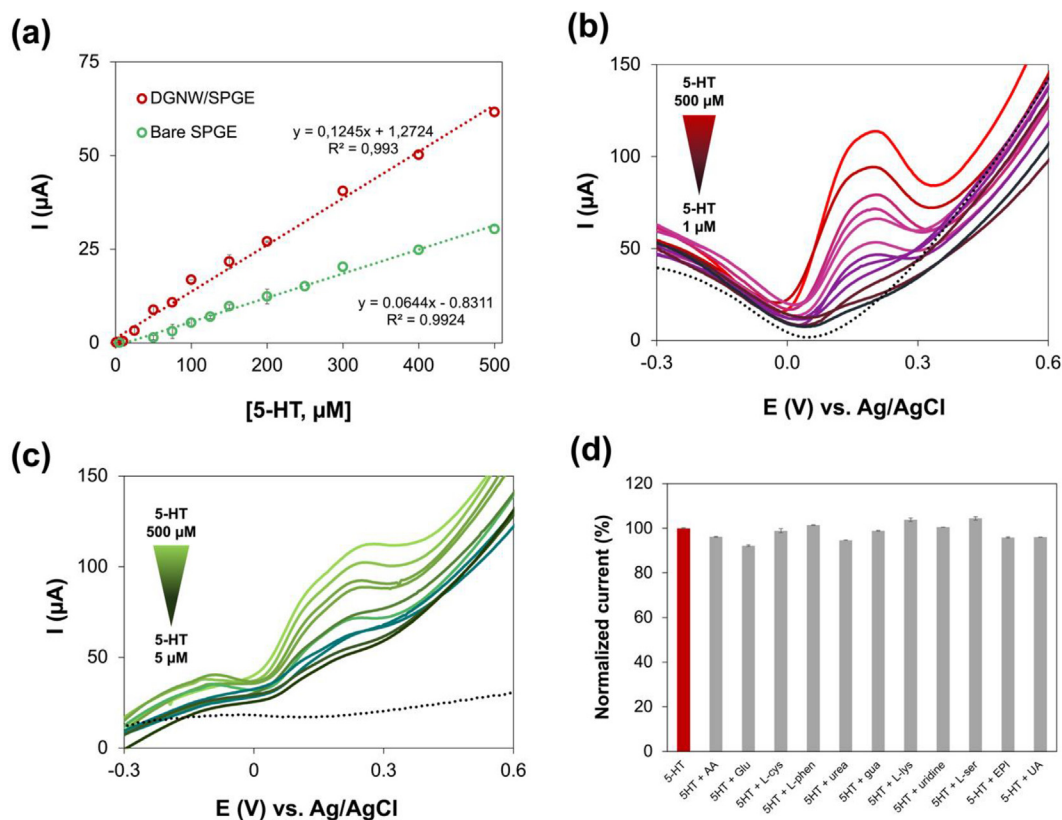 (a)
75
50
25
0
I (µA)
DGNW/SPGE
Bare SPGE
y = 0,1245x + 1,2724
R² = 0,993
y = 0.0644x - 0.8311
R² = 0.9924
0
100
200
300
400
500
[5-HT, µM]
(b)
150
100
50
0
I (µA)
5-HT
500 µM
5-HT
1 µM
-0.3
0.0
0.3
0.6
E (V) vs. Ag/AgCl
(c)
150
100
50
0
I (µA)
5-HT
500 µM
5-HT
5 µM
-0.3
0
0.3
0.6
E (V) vs. Ag/AgCl
(d)
120
100
80
60
40
20
0
Normalized current (%)
5-HT
5HT + AA
5HT + Glu
5HT + L-cys
5HT + L-phen
5HT + urea
5HT + gua
5HT + L-lys
5HT + uridine
5HT + L-ser
5-HT + EPI
5-HT + UA